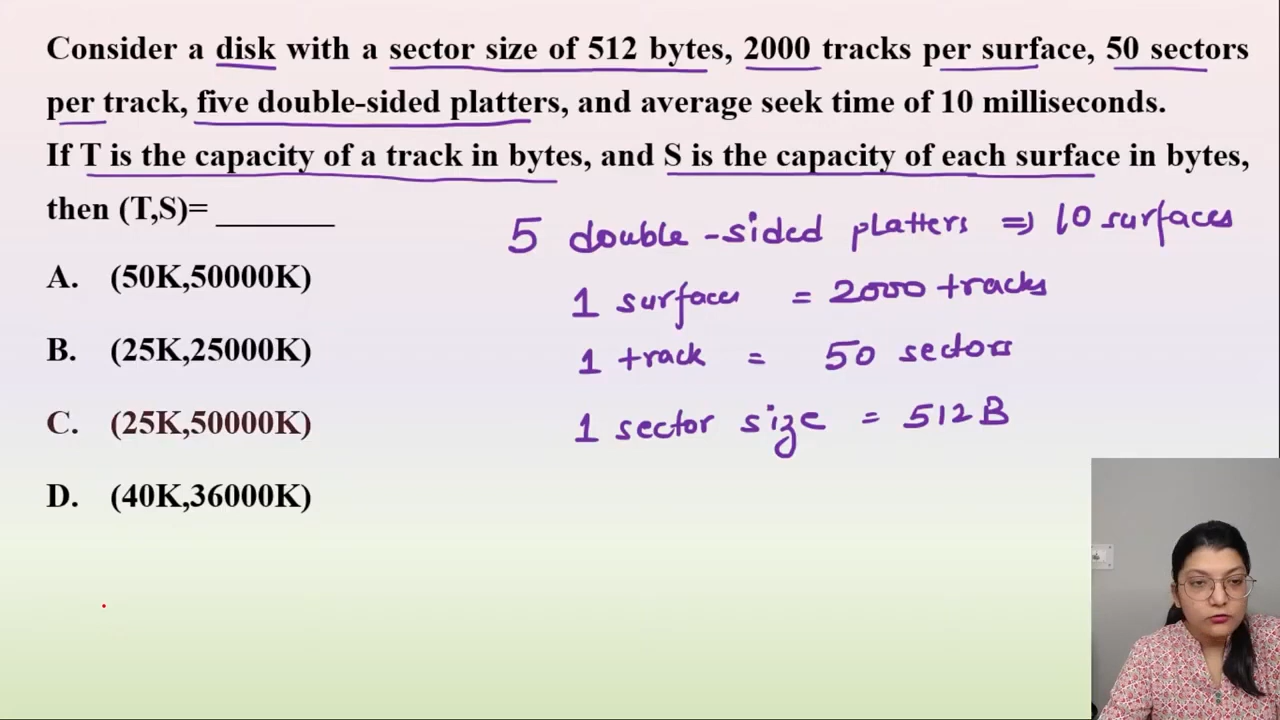 Consider a disk with a sector size of 512 bytes, 2000 tracks per surface, 50 sectors
per track, five double-sided platters, and average seek time of 10 milliseconds.
If T is the capacity of a track in bytes, and S is the capacity of each surface in bytes,
then (T,S)= _______
A. (50K,50000K)
B. (25K,25000K)
C. (25K,50000K)
D. (40K,36000K)
5 double-sided platters ⇒ 10 surfaces
1 surfaces = 2000 tracks
1 track = 50 sectors
1 sector size = 512 B